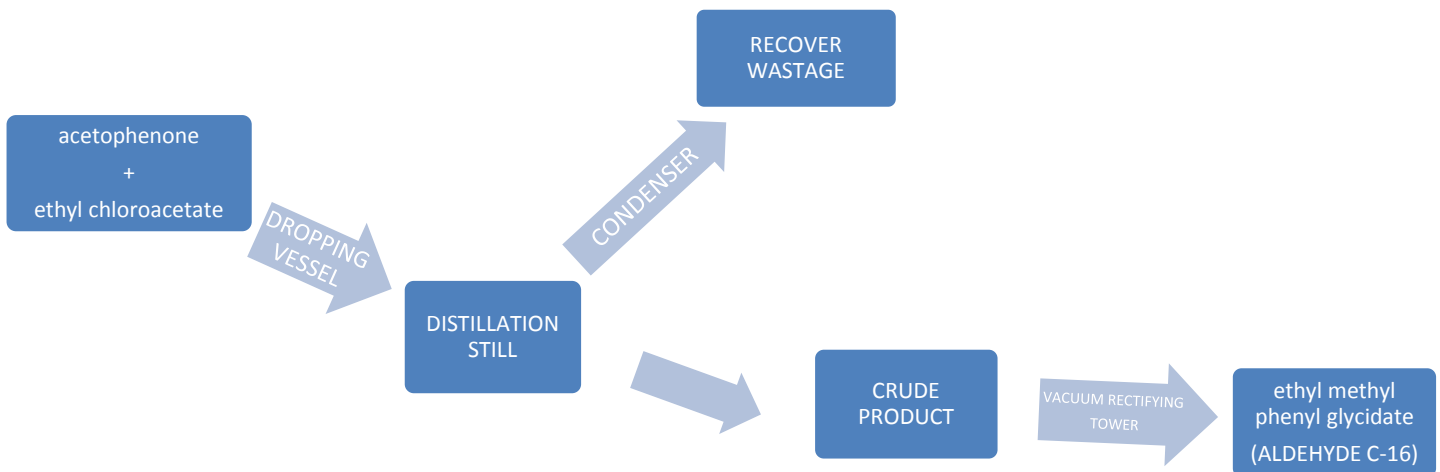 acetophenone
+
ethyl chloroacetate
DROPPING
VESSEL
DISTILLATION
STILL
CONDENSER
RECOVER
WASTAGE
CRUDE
PRODUCT
VACUUM RECTIFYING
TOWER
ethyl methyl
phenyl glycidate
(ALDEHYDE C-16)